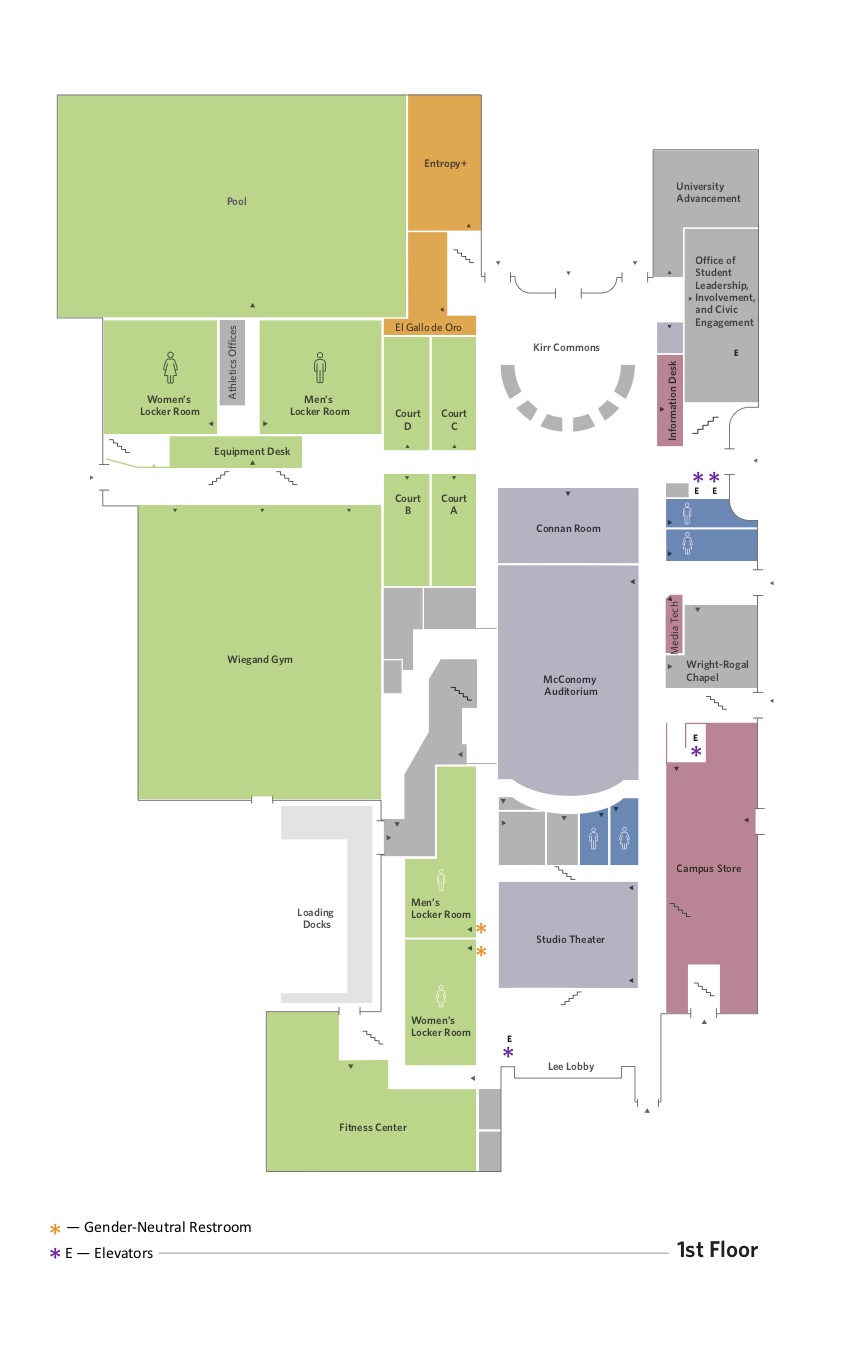 Entropy+
University
Advancement
Pool
Office of
Student
Leadership,
Involvement,
and Civic
Engagement
E
El Gallo de Oro
Kirr Commons
Athletics Offices
Information Desk
Women's
Locker Room
Men's
Locker Room
Court
D
Court
C
Equipment Desk
* *
E E
Court
B
Court
A
Connan Room
Media Tech
Wiegand Gym
McConomy
Auditorium
Wright-Rogal
Chapel
E
*
Campus Store
Men's
Locker Room
*
*
Loading
Docks
Studio Theater
Women's
Locker Room
E
*
Lee Lobby
Fitness Center
* — Gender-Neutral Restroom
* E — Elevators
1st Floor